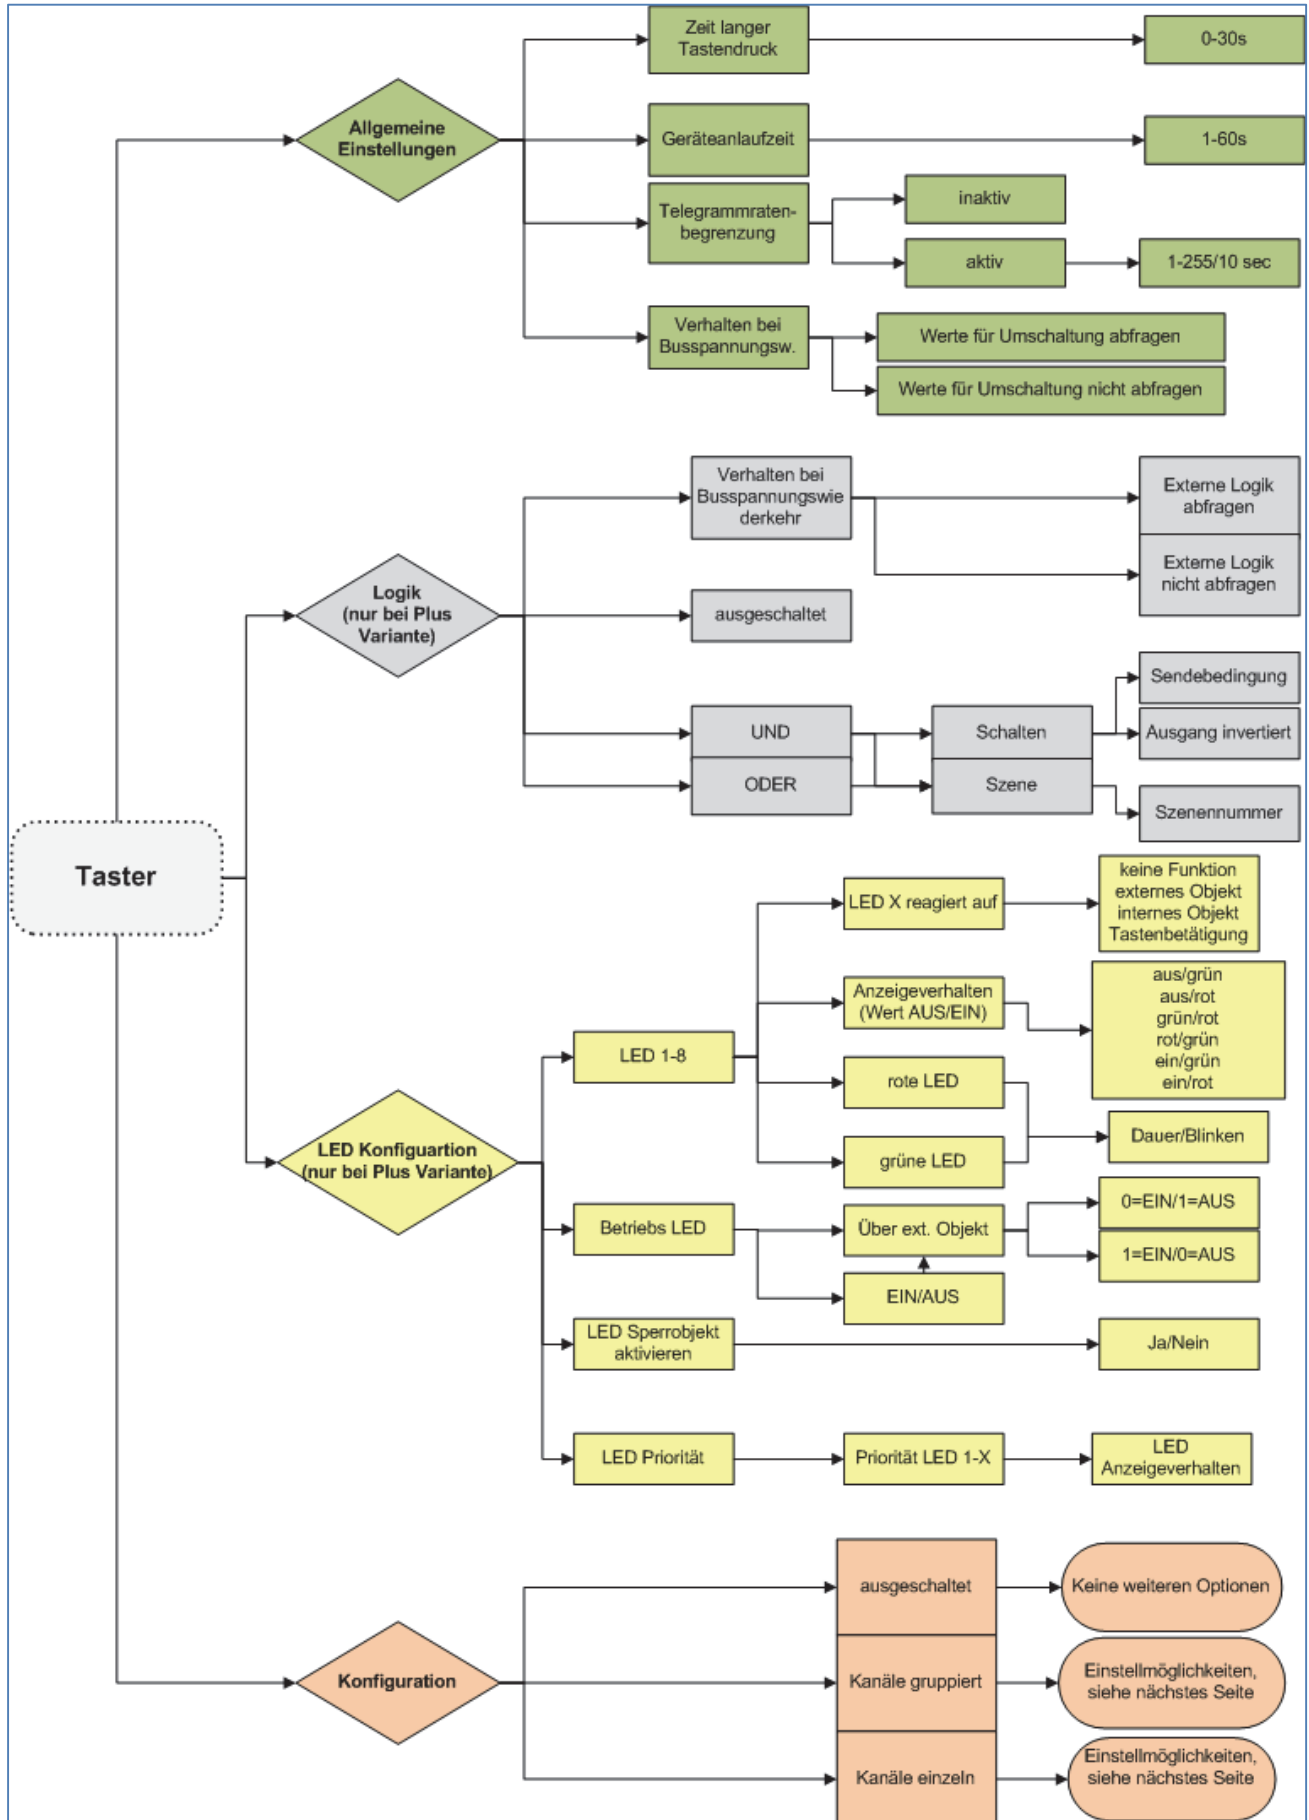 Zeit langer
Tastendruck
0-30s
Allgemeine
Einstellungen
Geräteanlaufzeit
1-60s
Telegrammraten-
begrenzung
inaktiv
aktiv
1-255/10 sec
Verhalten bei
Busspannungsw.
Werte für Umschaltung abfragen
Werte für Umschaltung nicht abfragen
Verhalten bei
Busspannungswie
derkehr
Externe Logik
abfragen
Externe Logik
nicht abfragen
Logik
(nur bei Plus
Variante)
ausgeschaltet
Sendebedingung
UND
Schalten
Ausgang invertiert
ODER
Szene
Szenennummer
Taster
LED X reagiert auf
keine Funktion
externes Objekt
internes Objekt
Tastenbetätigung
Anzeigeverhalten
(Wert AUS/EIN)
aus/grün
aus/rot
grün/rot
rot/grün
ein/grün
ein/rot
LED 1-8
rote LED
Dauer/Blinken
grüne LED
LED Konfiguartion
(nur bei Plus Variante)
Betriebs LED
Über ext. Objekt
0=EIN/1=AUS
1=EIN/0=AUS
EIN/AUS
LED Sperrobjekt
aktivieren
Ja/Nein
LED Priorität
Priorität LED 1-X
LED
Anzeigeverhalten
ausgeschaltet
Keine weiteren Optionen
Konfiguration
Kanäle gruppiert
Einstellmöglichkeiten,
siehe nächstes Seite
Kanäle einzeln
Einstellmöglichkeiten,
siehe nächstes Seite